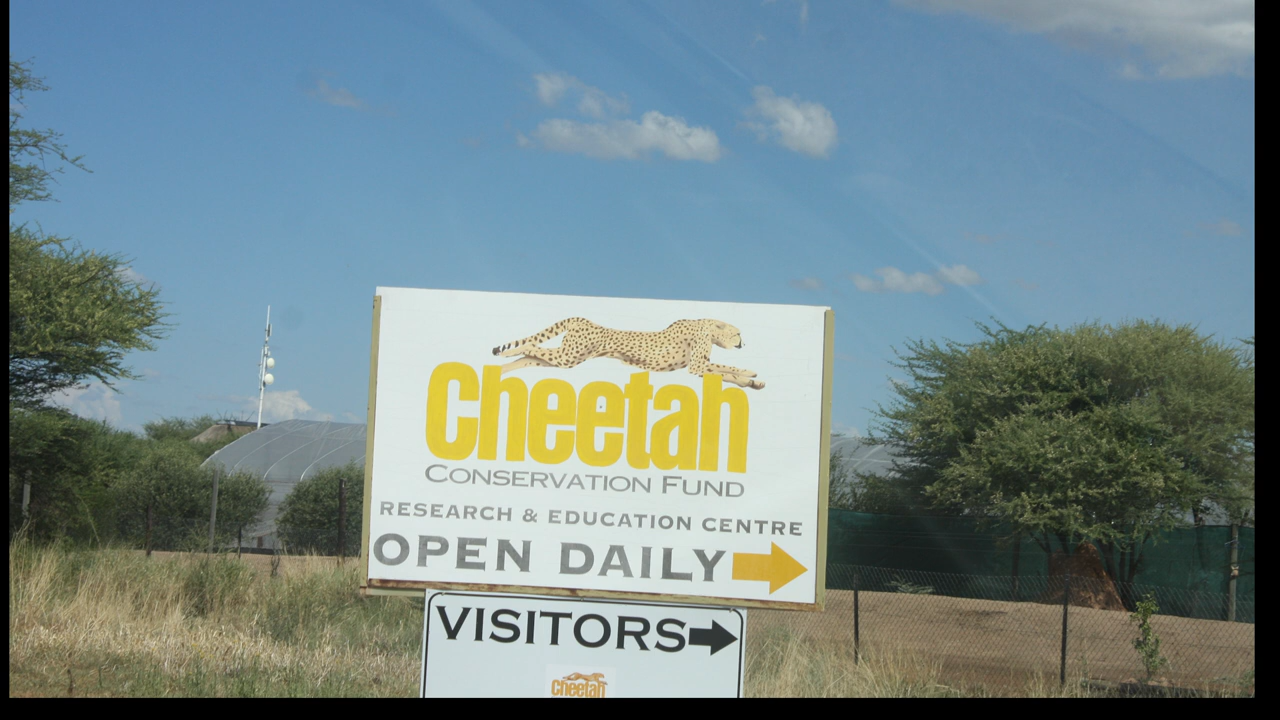 Cheetah
CONSERVATION FUND
RESEARCH & EDUCATION CENTRE
OPEN DAILY
VISITORS
Cheetah